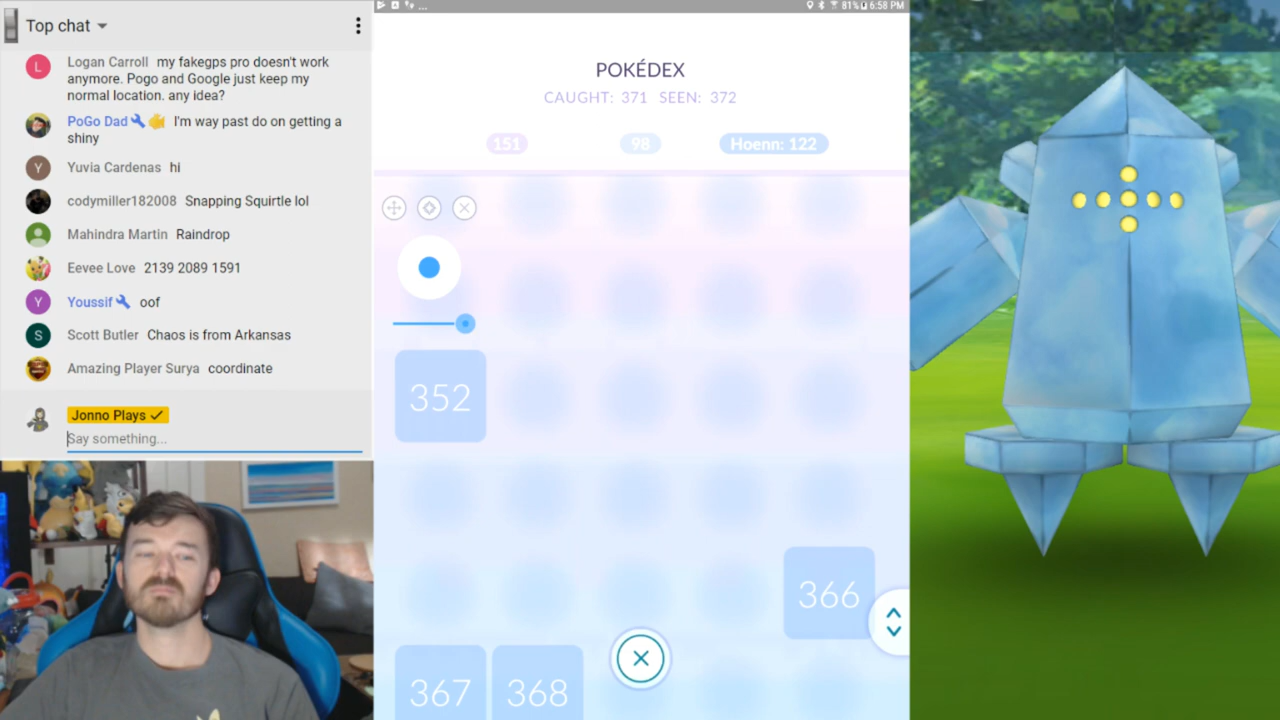 Top chat
Logan Carroll my fakegps pro doesn't work
anymore. Pogo and Google just keep my
normal location. any idea?
PoGo Dad I'm way past do on getting a
shiny
Yuvia Cardenas hi
codymiller182008 Snapping Squirtle lol
Mahindra Martin Raindrop
Eevee Love 2139 2089 1591
Youssif oof
Scott Butler Chaos is from Arkansas
Amazing Player Surya coordinate
Jonno Plays
Say something...
L
Y
Y
S
... 81% 6:58 PM
POKÉDEX
CAUGHT: 371 SEEN: 372
151 98 Hoenn: 122
352
366
367 368